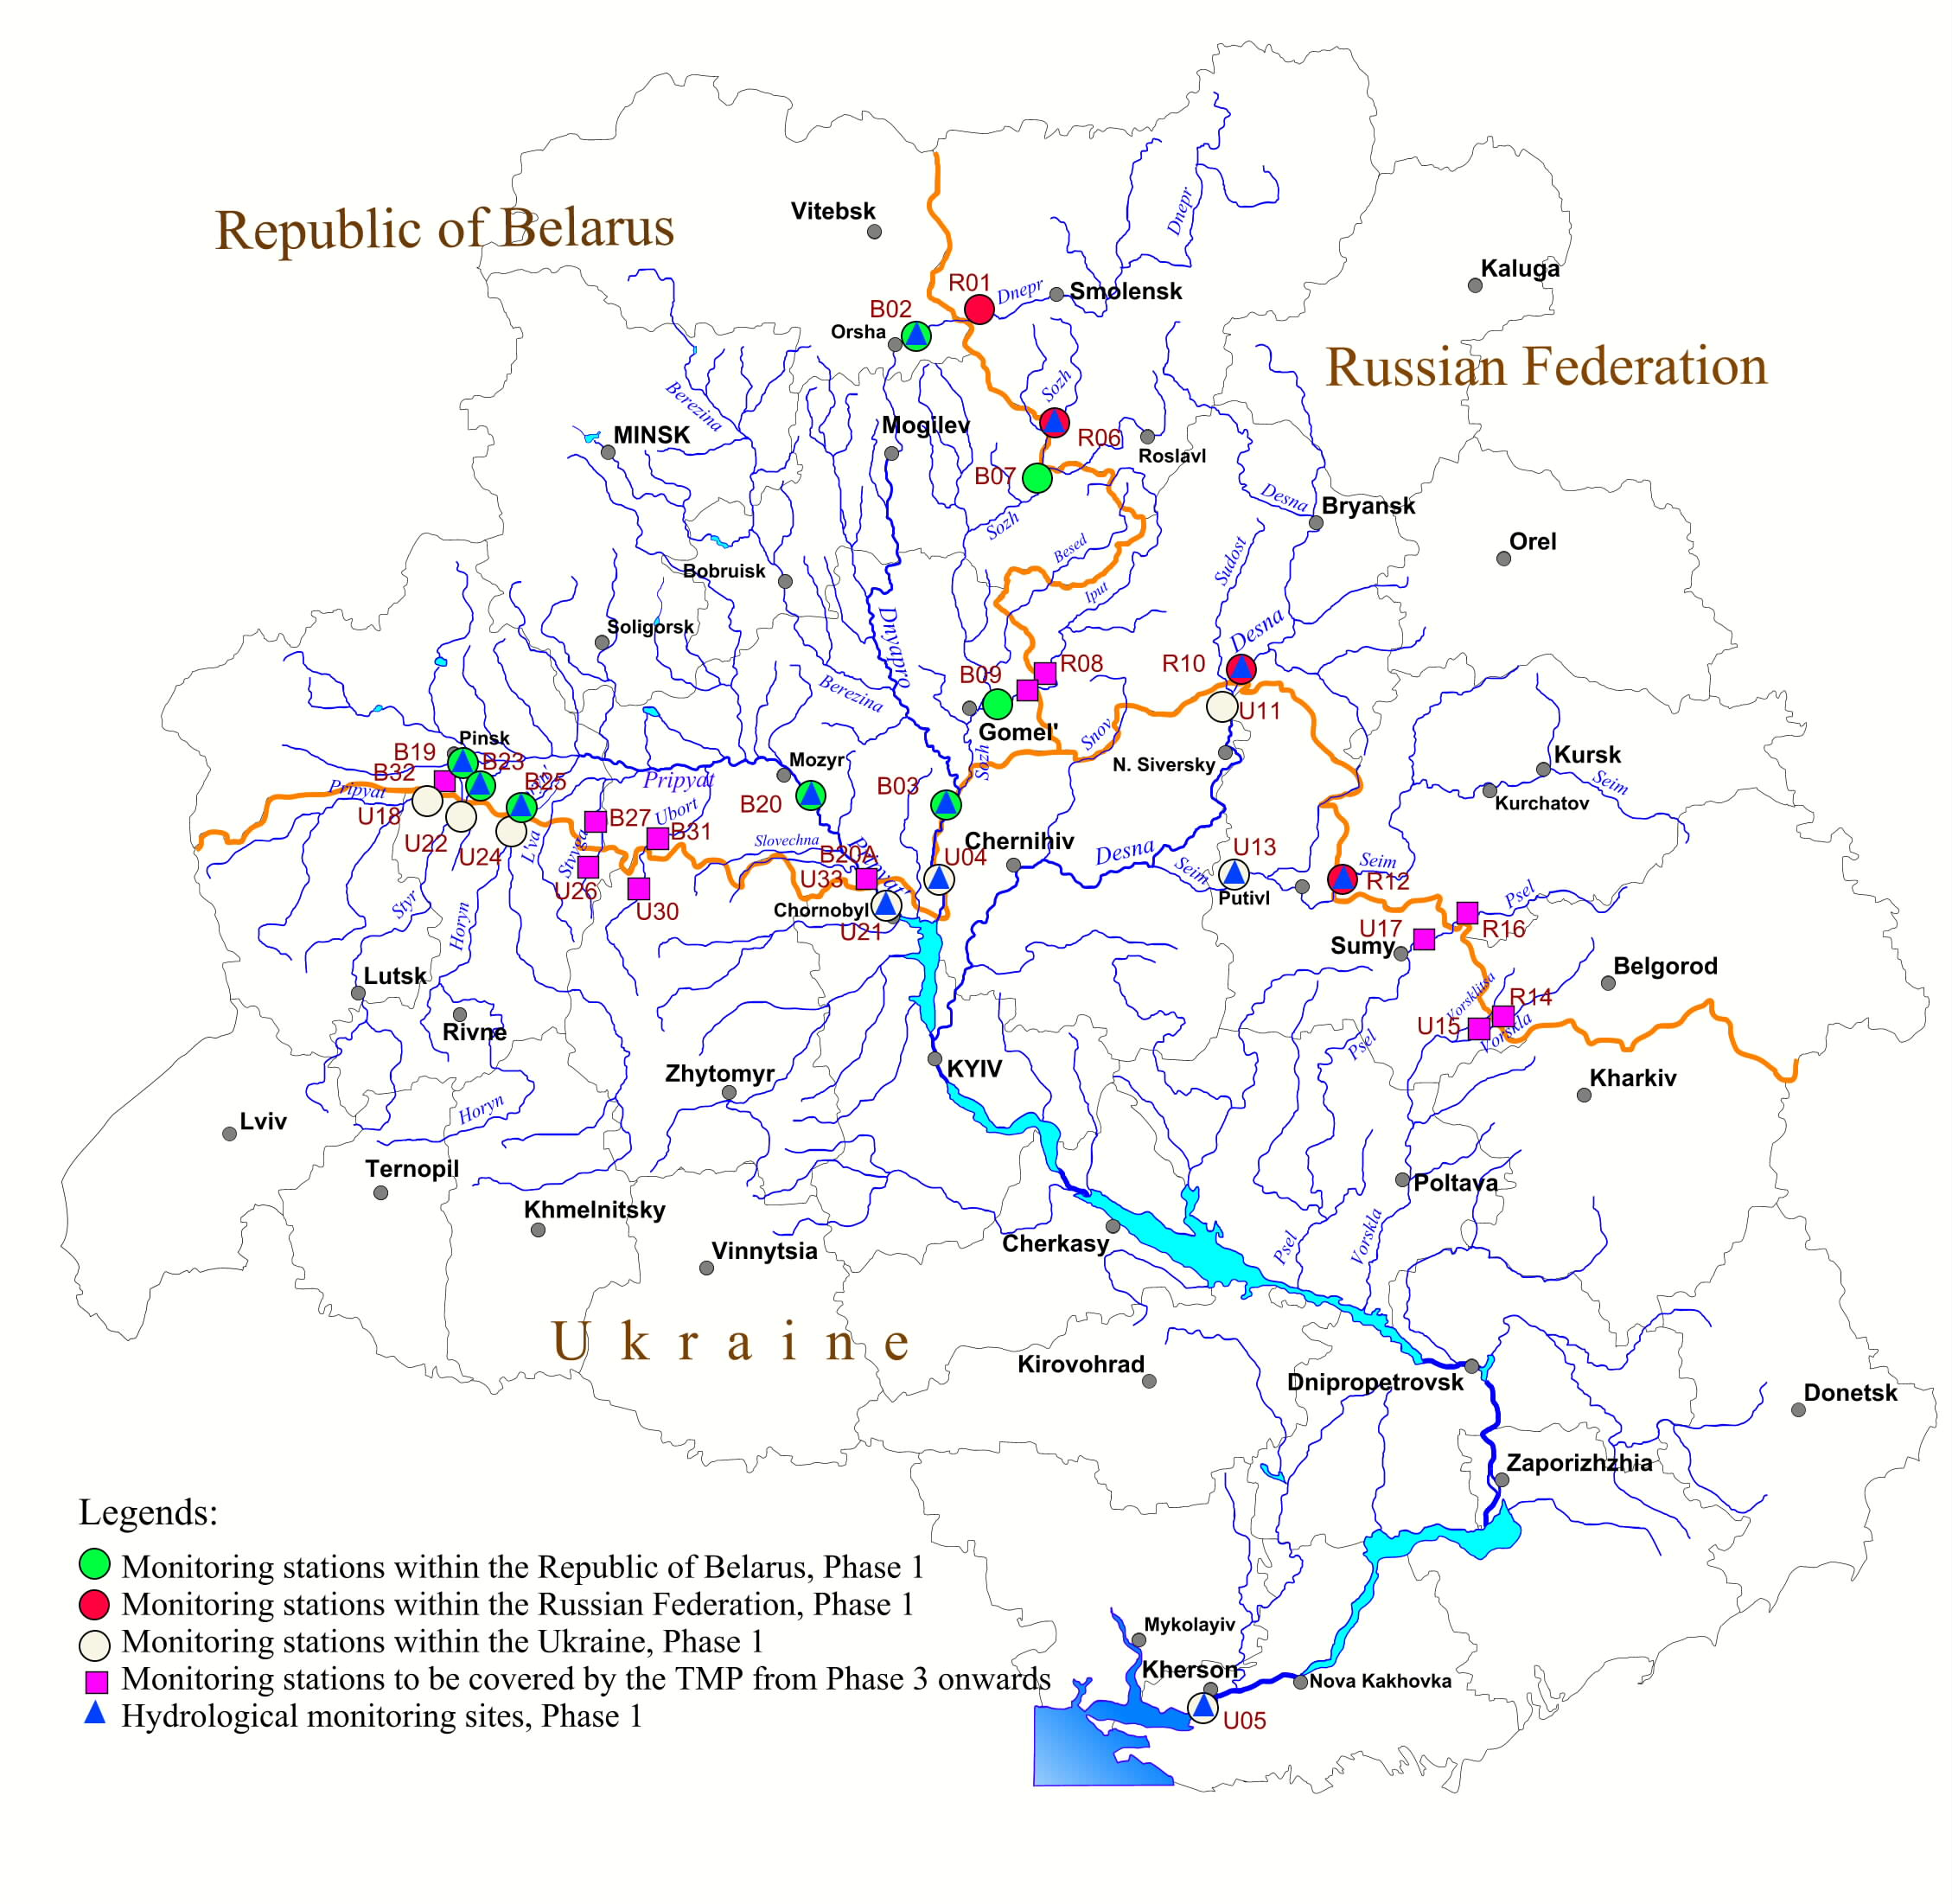 Republic of Belarus
Vitebsk
Dnepr
Kaluga
R01
Dnepr
Smolensk
B02
Orsha
Russian Federation
Berezina
Sozh
MINSK
Mogilev
R06
Roslavl
B07
Desna
Bryansk
Sozh
Besed
Sudost
Orel
Bobruisk
Iput
Soligorsk
Dnyapro
Desna
B09
R08
R10
Berezina
U11
Gomel'
Snov
Sozh
Pinsk
B19
B23
B32
B25
Pripyat
Pripyat
Mozyr
N. Siversky
Kursk
Seim
Kurchatov
U18
B20
B03
B27
Ubort
B31
U22
U24
L'va
Stviga
Slovechna
B20A
Pripyat'
Chernihiv
U04
Desna
Seim
U13
Seim
R12
U26
U33
Putivl
Psel
U30
Chornobyl
U21
Styr
Horyn
U17
R16
Sumy
Belgorod
Lutsk
Vorsklitsa
R14
U15
Vorskla
Rivne
Psel
Zhytomyr
KYIV
Kharkiv
Horyn
Lviv
Ternopil
Poltava
Khmelnitsky
Vinnytsia
Cherkasy
Psel
Vorskla
Ukraine
Kirovohrad
Dnipropetrovsk
Donetsk
Zaporizhzhia
Legends:
Monitoring stations within the Republic of Belarus, Phase 1
Monitoring stations within the Russian Federation, Phase 1
Monitoring stations within the Ukraine, Phase 1
Monitoring stations to be covered by the TMP from Phase 3 onwards
Hydrological monitoring sites, Phase 1
Mykolayiv
Kherson
Nova Kakhovka
U05